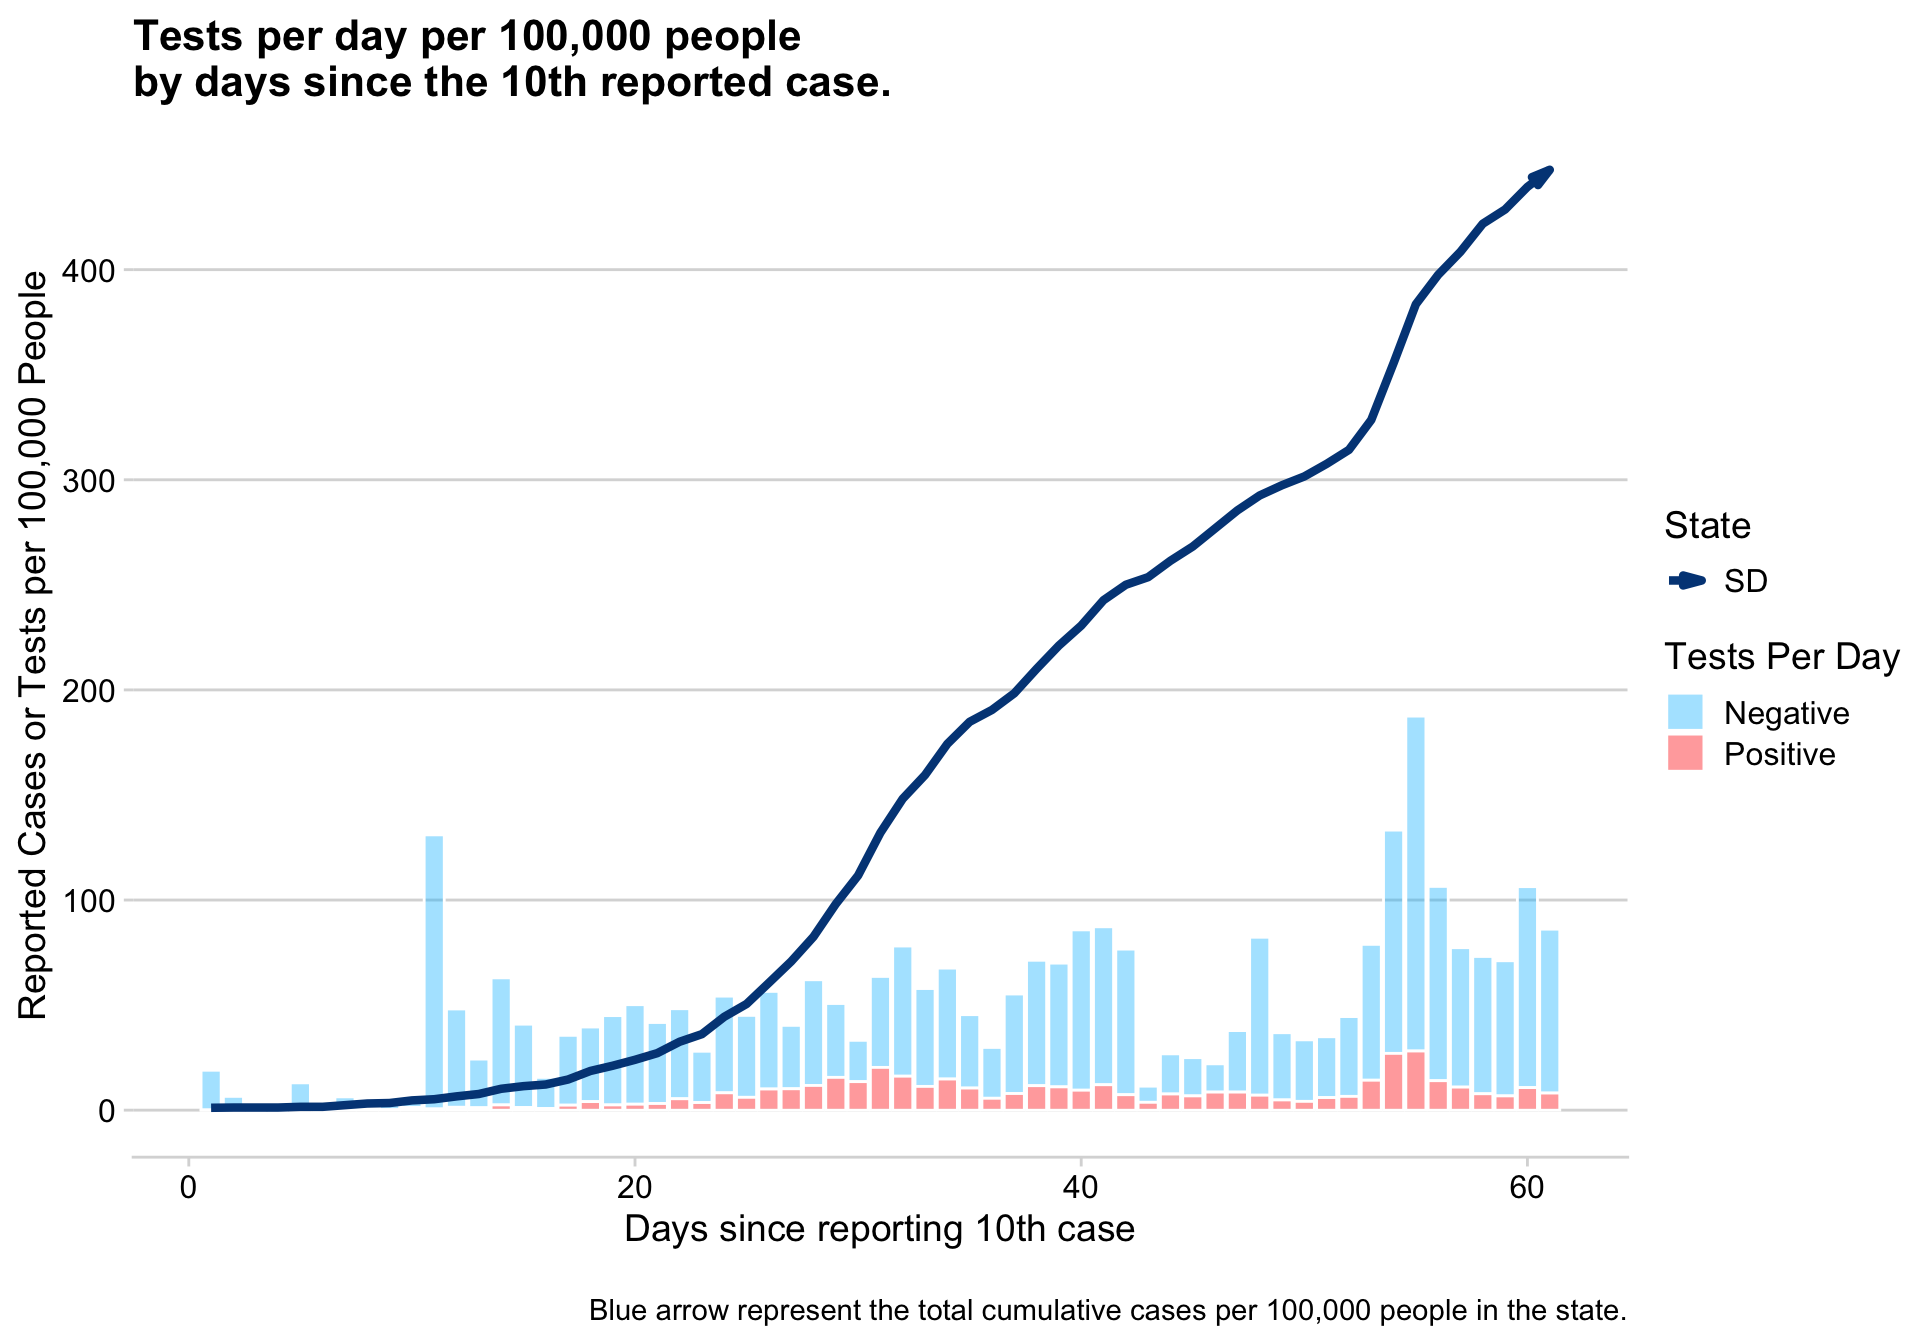 Tests per day per 100,000 people
by days since the 10th reported case.
Reported Cases or Tests per 100,000 People
400
300
200
100
0
0
20
40
60
Days since reporting 10th case
State
SD
Tests Per Day
Negative
Positive
Blue arrow represent the total cumulative cases per 100,000 people in the state.